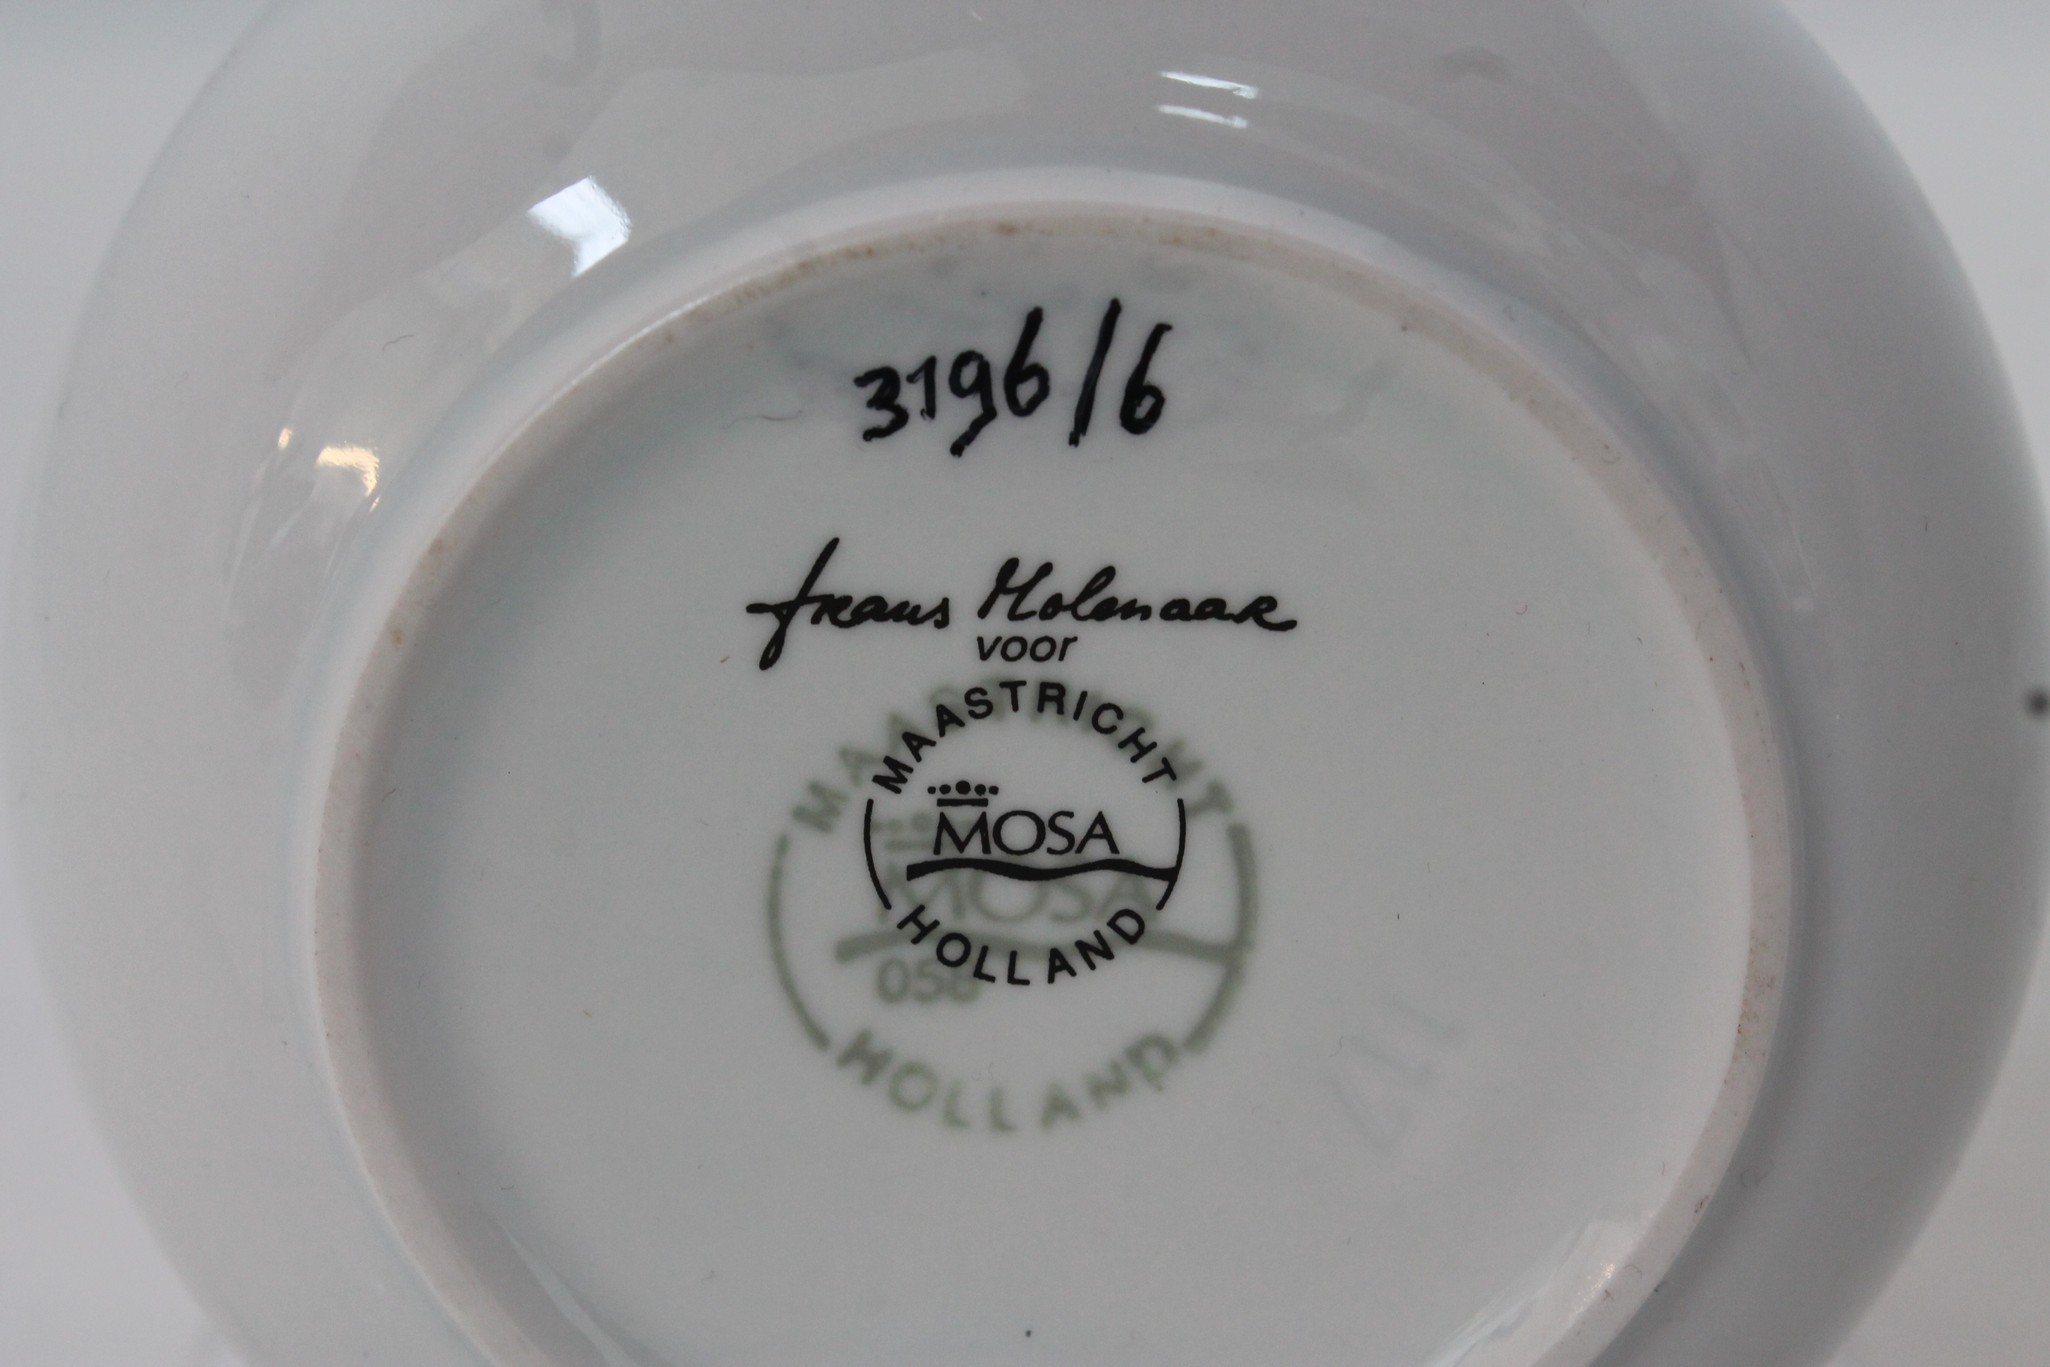 3196/6
frans Molenaar
voor
MAASTRICHT
MOSA
HOLLAND
MAASTRICHT
MOSA
058
HOLLAND